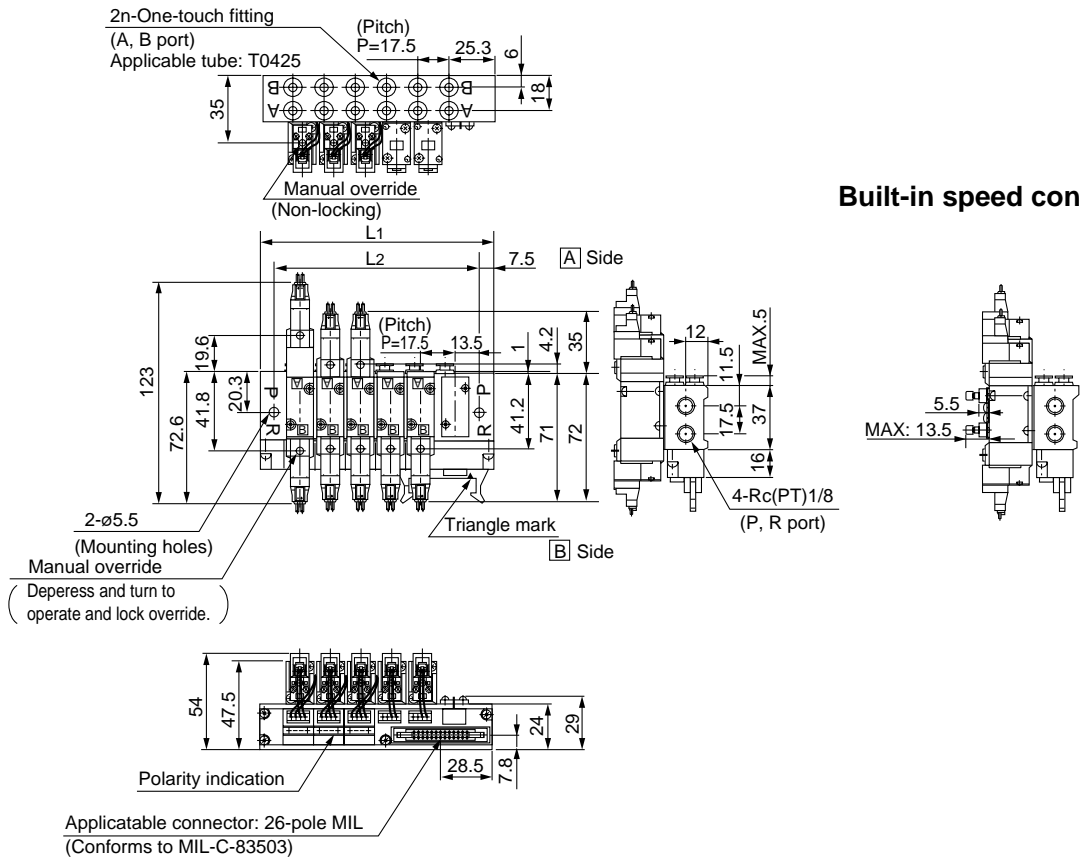 2n-One-touch fitting
(A, B port)
Applicable tube: T0425
(Pitch)
P=17.5
25.3
6
18
35
B
B
A
A
Manual override
(Non-locking)
Built-in speed con
L1
L2
7.5
A Side
123
19.6
41.8
20.3
72.6
(Pitch)
P=17.5
13.5
4.2
1
35
41.2
71
72
P
R
P
R
A A A A A
B B B B B
2-ø5.5
(Mounting holes)
Manual override
( Deperess and turn to
operate and lock override. )
Triangle mark
B Side
12
MAX.5
11.5
17.5
37
16
4-Rc(PT)1/8
(P, R port)
5.5
MAX: 13.5
54
47.5
24
29
28.5
7.8
Polarity indication
Applicatable connector: 26-pole MIL
(Conforms to MIL-C-83503)